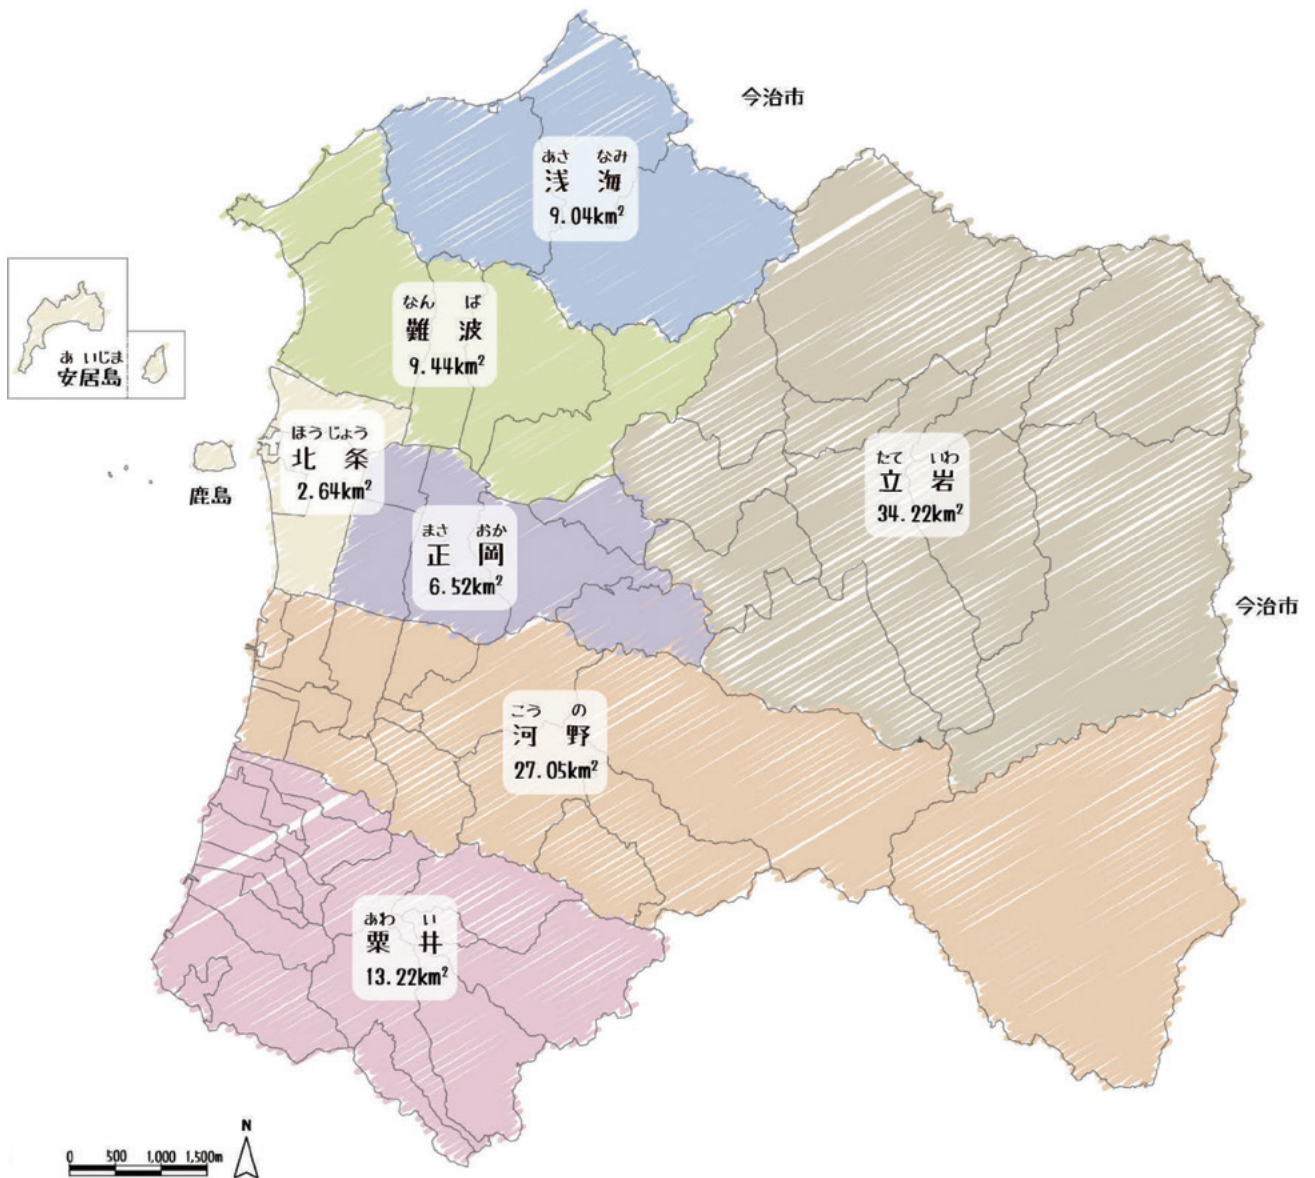 今治市
あさ なみ
浅 海
9.04km²
なん ば
難 波
9.44km²
あ いじま
安居島
ほうじょう
北 条
2.64km²
鹿島
たて いわ
立 岩
34.22km²
まさ おか
正 岡
6.52km²
今治市
こう の
河 野
27.05km²
あわ い
粟 井
13.22km²
N
0 500 1,000 1,500m